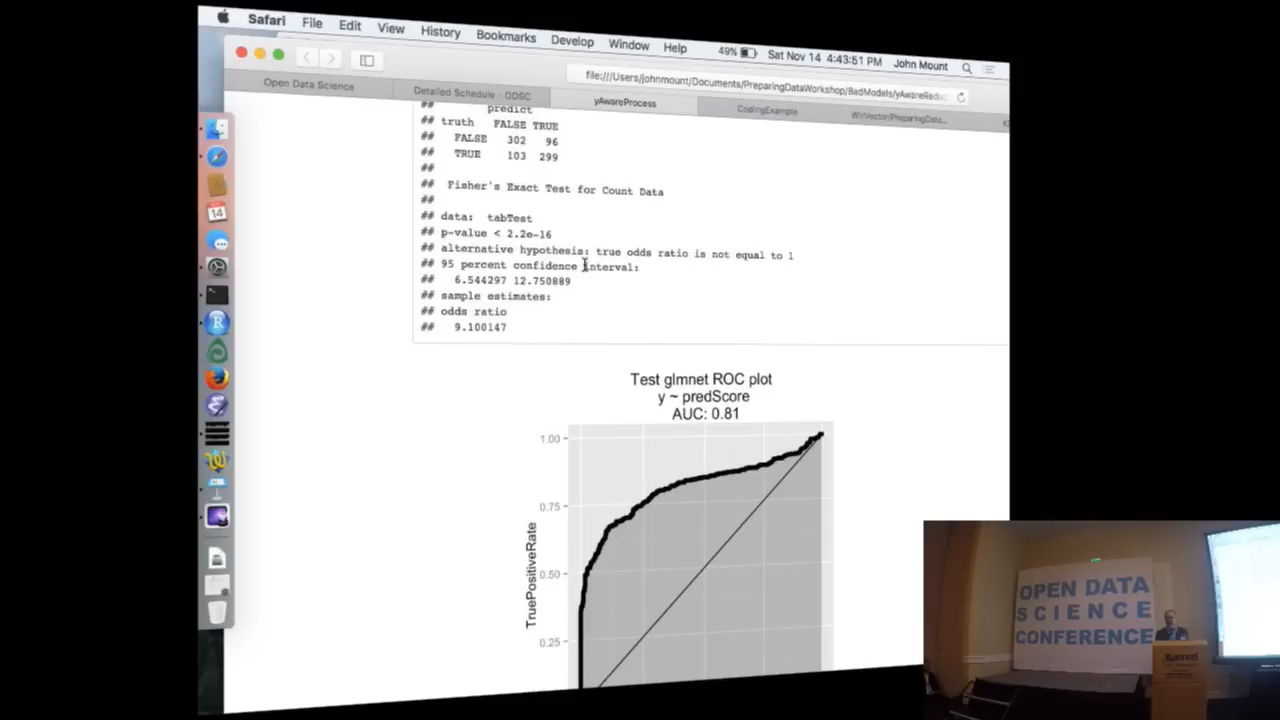 Safari File Edit View History Bookmarks Develop Window Help 49% Sat Nov 14 4:43:51 PM John Mount
file:///Users/johnmount/Documents/PreparingDataWorkshop/BadModels/yAwareReduc
Open Data Science Detailed Schedule - ODSC yAwareProcess CodingExample WinVector/PreparingData...
## predict
## truth FALSE TRUE
## FALSE 302 96
## TRUE 103 299
##
## Fisher's Exact Test for Count Data
##
## data: tabTest
## p-value < 2.2e-16
## alternative hypothesis: true odds ratio is not equal to 1
## 95 percent confidence interval:
## 6.544297 12.750889
## sample estimates:
## odds ratio
## 9.100147
14
Test glmnet ROC plot
y ~ predScore
AUC: 0.81
1.00
0.75
0.50
0.25
TruePositiveRate
OPEN DATA
SCIENCE
CONFERENCE
Marriott